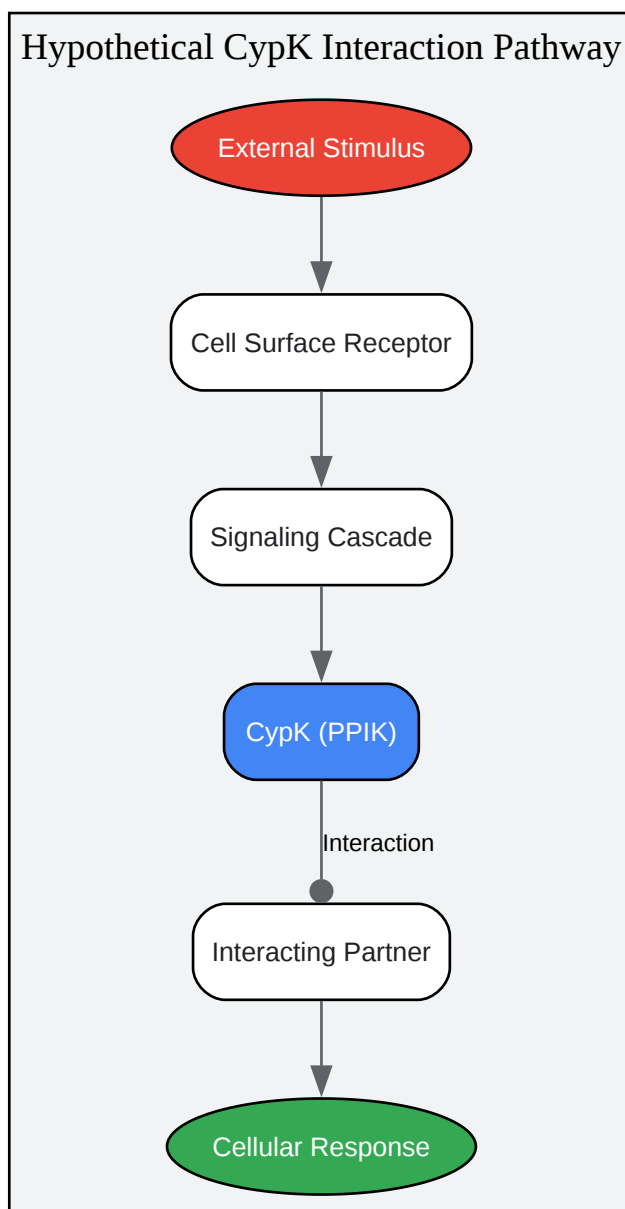 Hypothetical CypK Interaction Pathway
External Stimulus
Cell Surface Receptor
Signaling Cascade
CypK (PPIK)
Interaction
Interacting Partner
Cellular Response